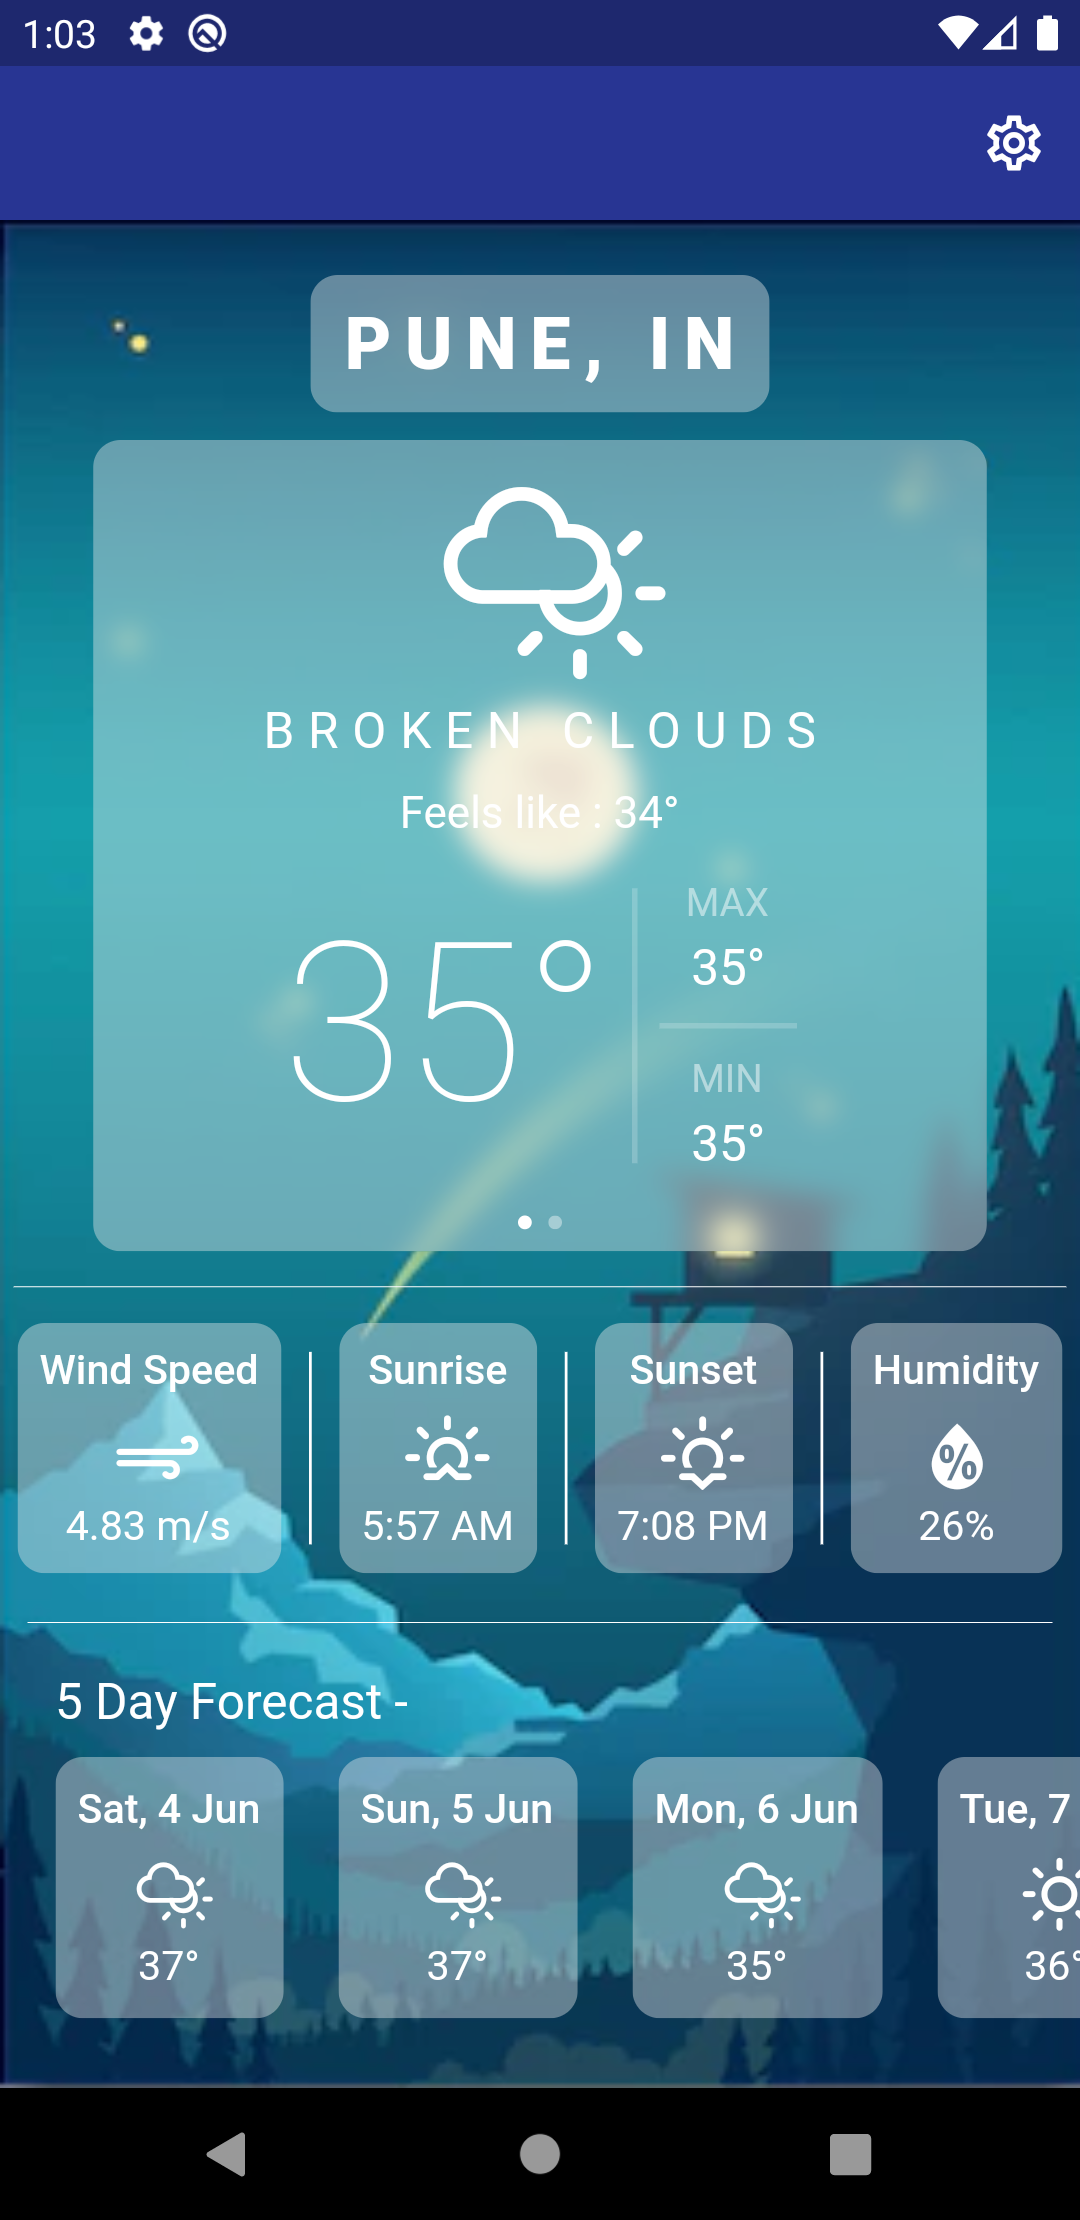 1:03
PUNE, IN
BROKEN CLOUDS
Feels like : 34°
35°
MAX
35°
MIN
35°
Wind Speed
4.83 m/s
Sunrise
5:57 AM
Sunset
7:08 PM
Humidity
%
26%
5 Day Forecast -
Sat, 4 Jun
37°
Sun, 5 Jun
37°
Mon, 6 Jun
35°
Tue, 7
36°